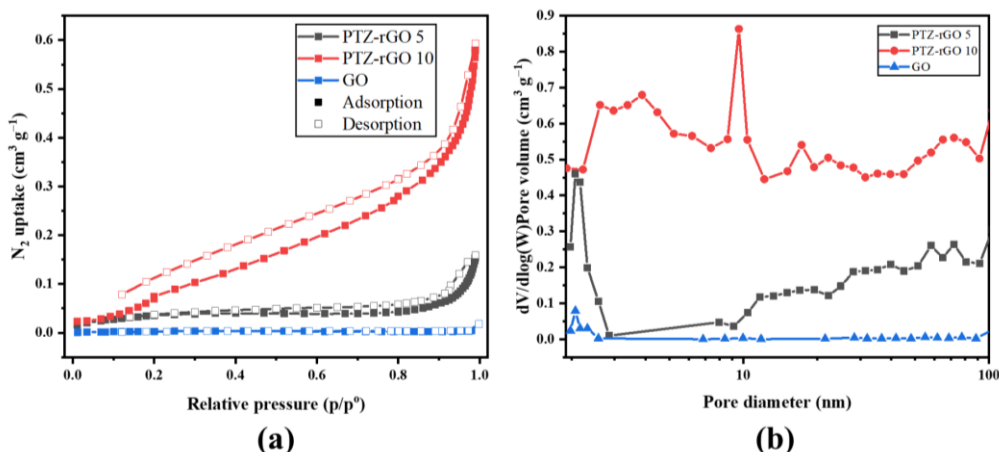 PTZ-rGO 5
PTZ-rGO 10
GO
Adsorption
Desorption
N₂ uptake (cm³ g⁻¹)
0.6
0.5
0.4
0.3
0.2
0.1
0.0
0.0 0.2 0.4 0.6 0.8 1.0
Relative pressure (p/pᵒ)
(a)
PTZ-rGO 5
PTZ-rGO 10
GO
dV/dlog(W)Pore volume (cm³ g⁻¹)
0.9
0.8
0.7
0.6
0.5
0.4
0.3
0.2
0.1
0.0
10 100
Pore diameter (nm)
(b)